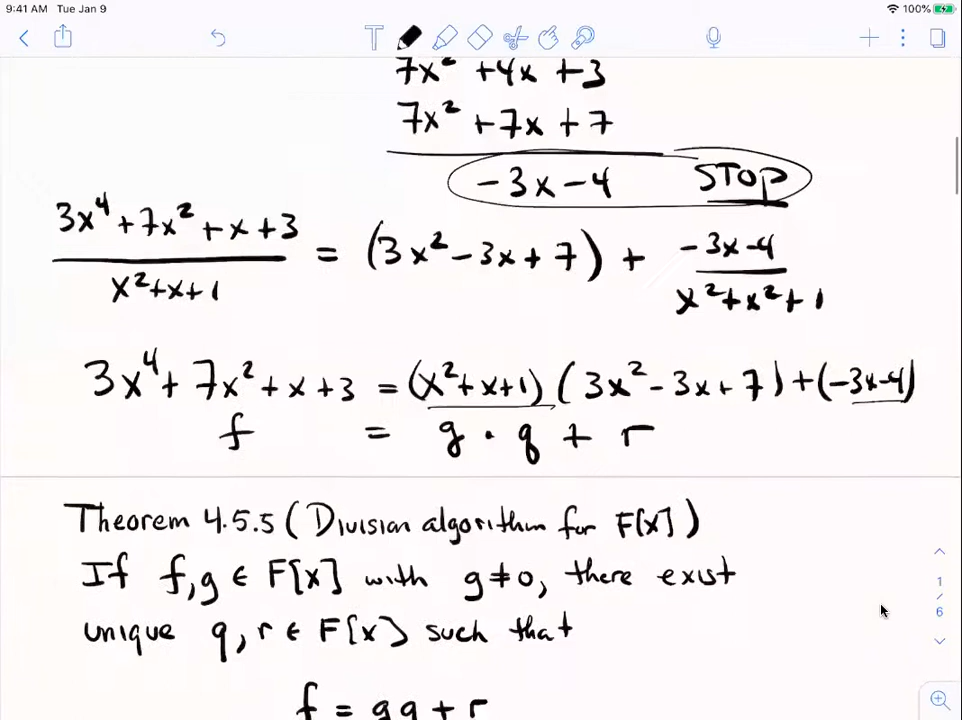 9:41 AM Tue Jan 9
100%
T
7x² +4x +3
7x² +7x +7
-3x-4 STOP
3x⁴+7x²+x+3 / x²+x+1 = (3x²-3x+7) + -3x-4 / x²+x²+1
3x⁴+7x²+x+3 = (x²+x+1)(3x²-3x+7)+(-3x-4)
f = g·q + r
Theorem 4.5.5 (Division algorithm for F[x])
If f,g ∈ F[x] with g≠0, there exist
unique q,r ∈ F[x] such that
f = gq + r
1
/
6